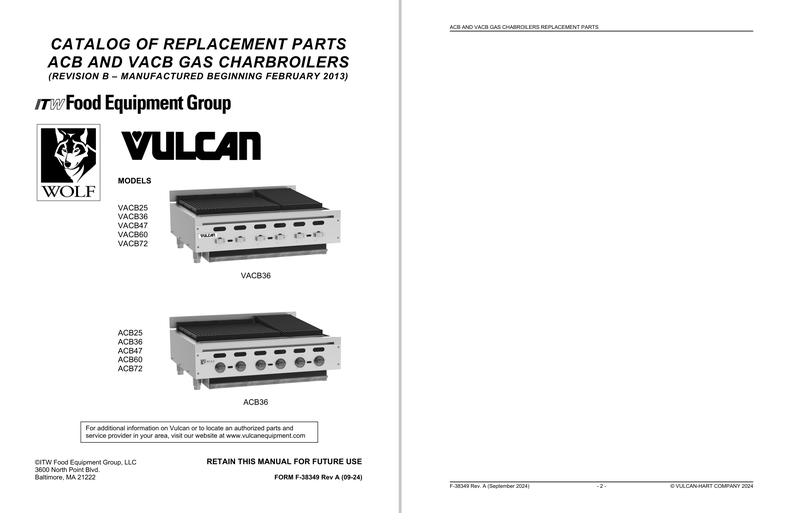 CATALOG OF REPLACEMENT PARTS
ACB AND VACB GAS CHARBROILERS
(REVISION B – MANUFACTURED BEGINNING FEBRUARY 2013)
ITW Food Equipment Group
WOLF
VULCAN
MODELS
VACB25
VACB36
VACB47
VACB60
VACB72
VULCAN
VACB36
ACB25
ACB36
ACB47
ACB60
ACB72
ACB36
For additional information on Vulcan or to locate an authorized parts and
service provider in your area, visit our website at www.vulcanequipment.com
©ITW Food Equipment Group, LLC
3600 North Point Blvd.
Baltimore, MA 21222
RETAIN THIS MANUAL FOR FUTURE USE
FORM F-38349 Rev A (09-24)
ACB AND VACB GAS CHABROILERS REPLACEMENT PARTS
F-38349 Rev. A (September 2024)
- 2 -
© VULCAN-HART COMPANY 2024